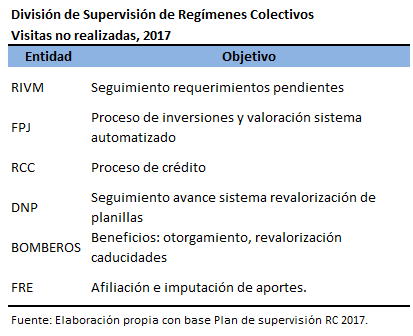 División de Supervisión de Regímenes Colectivos
Visitas no realizadas, 2017
Entidad Objetivo
RIVM Seguimiento requerimientos pendientes
FPJ Proceso de inversiones y valoración sistema
automatizado
RCC Proceso de crédito
DNP Seguimiento avance sistema revalorización de
planillas
BOMBEROS Beneficios: otorgamiento, revalorización
caducidades
FRE Afiliación e imputación de aportes.
Fuente: Elaboración propia con base Plan de supervisión RC 2017.